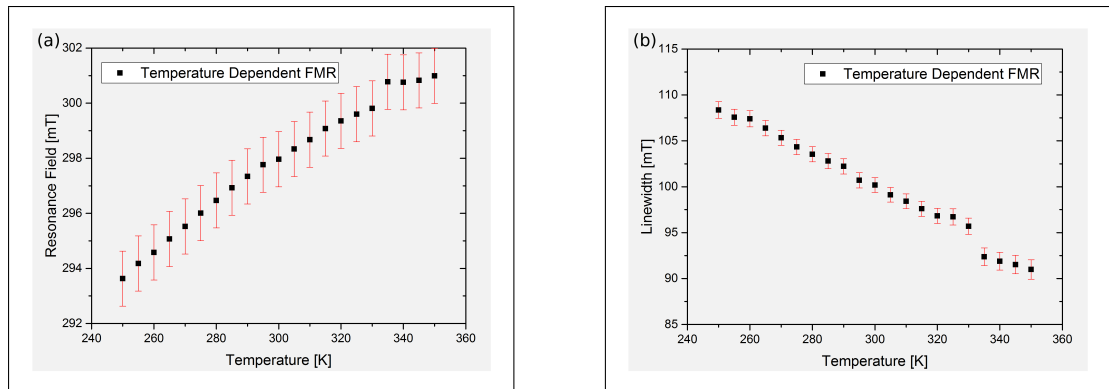 (a)
302
300
298
296
294
292
Resonance Field [mT]
Temperature Dependent FMR
240 260 280 300 320 340 360
Temperature [K]
(b)
115
110
105
100
95
90
85
Linewidth [mT]
Temperature Dependent FMR
240 260 280 300 320 340 360
Temperature [K]